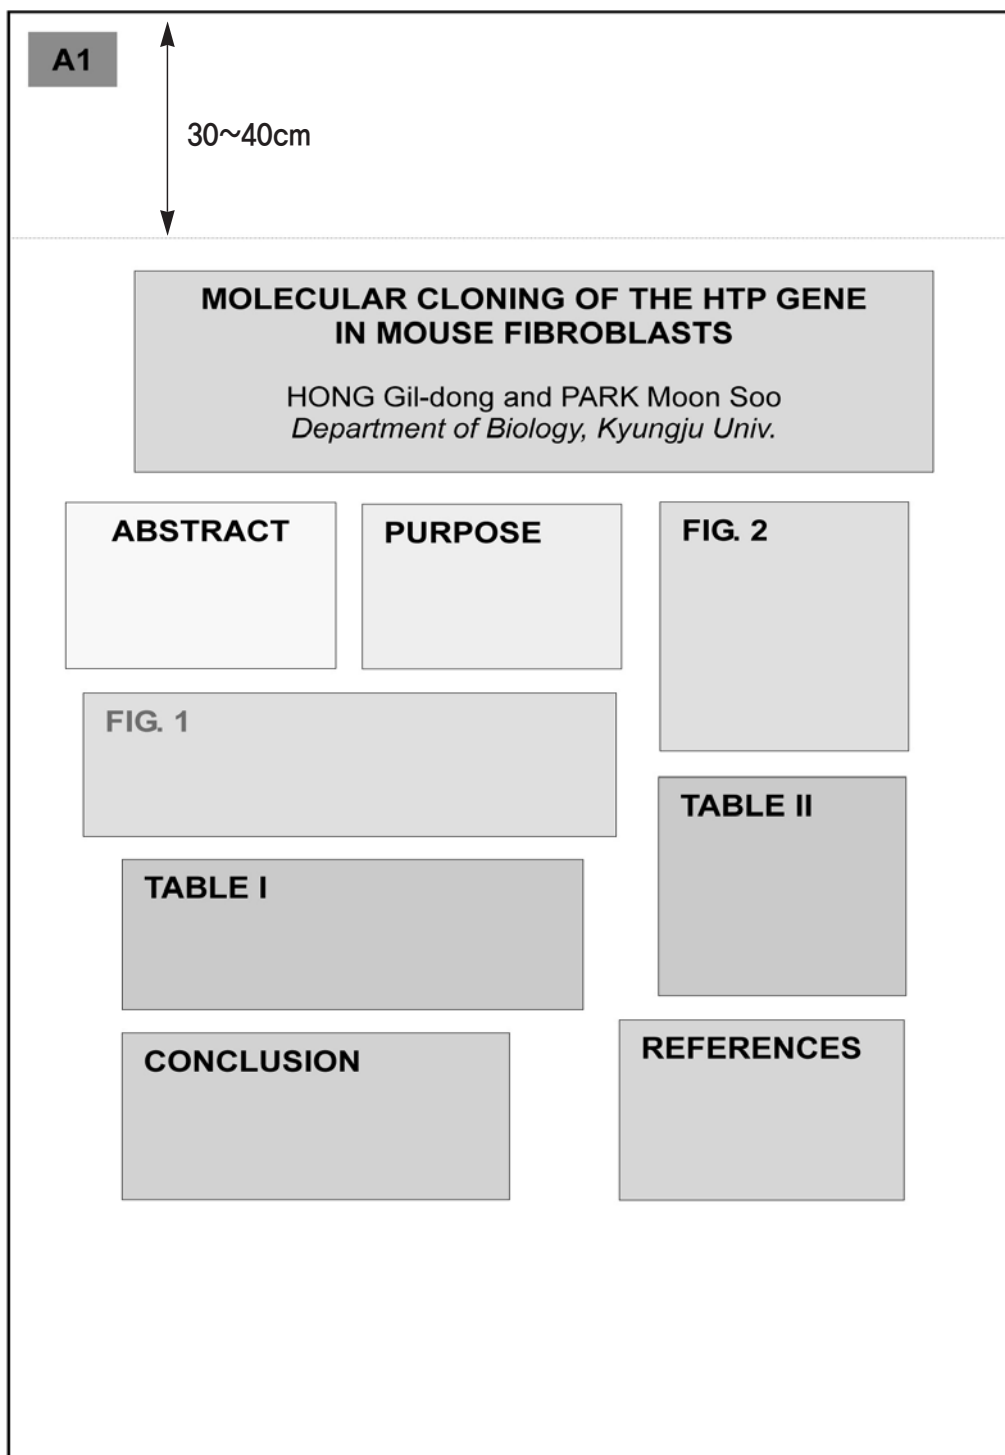 A1
30~40cm
MOLECULAR CLONING OF THE HTP GENE
IN MOUSE FIBROBLASTS
HONG Gil-dong and PARK Moon Soo
Department of Biology, Kyungju Univ.
ABSTRACT
PURPOSE
FIG. 2
FIG. 1
TABLE II
TABLE I
CONCLUSION
REFERENCES